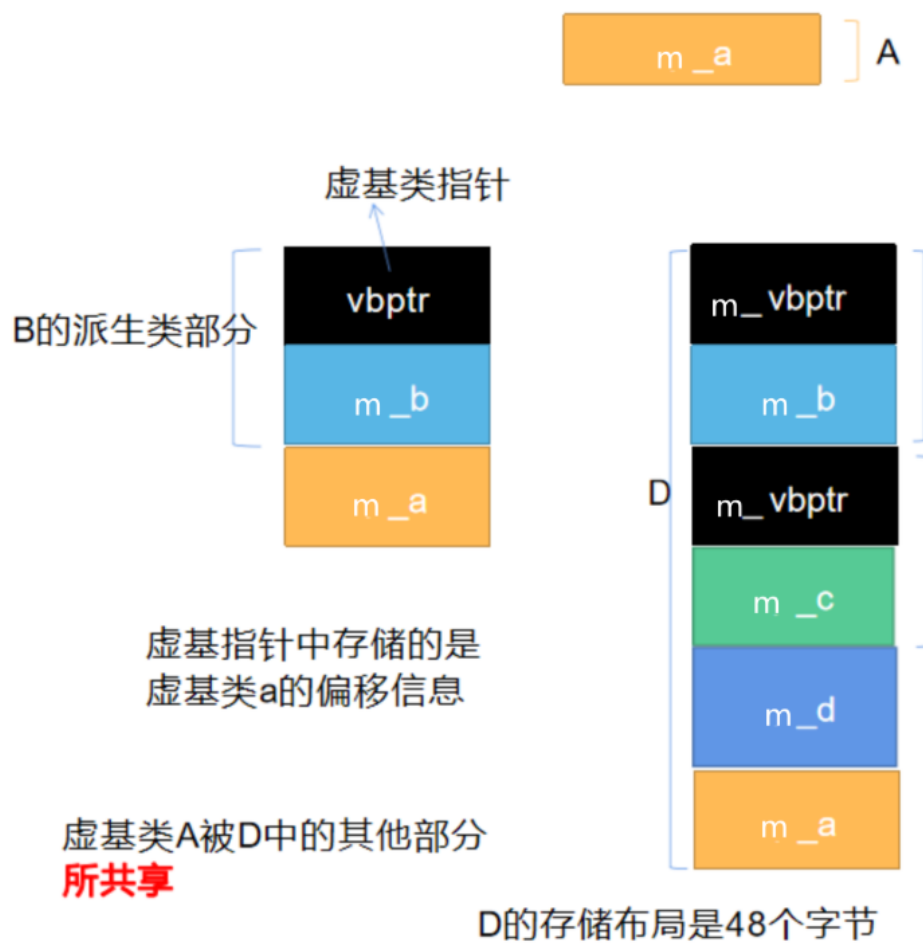 m _a
A
虚基类指针
B的派生类部分
vbptr
m _b
m _a
D
m_ vbptr
m _b
m_ vbptr
m _c
m _d
m _a
虚基指针中存储的是
虚基类a的偏移信息
虚基类A被D中的其他部分
所共享
D的存储布局是48个字节